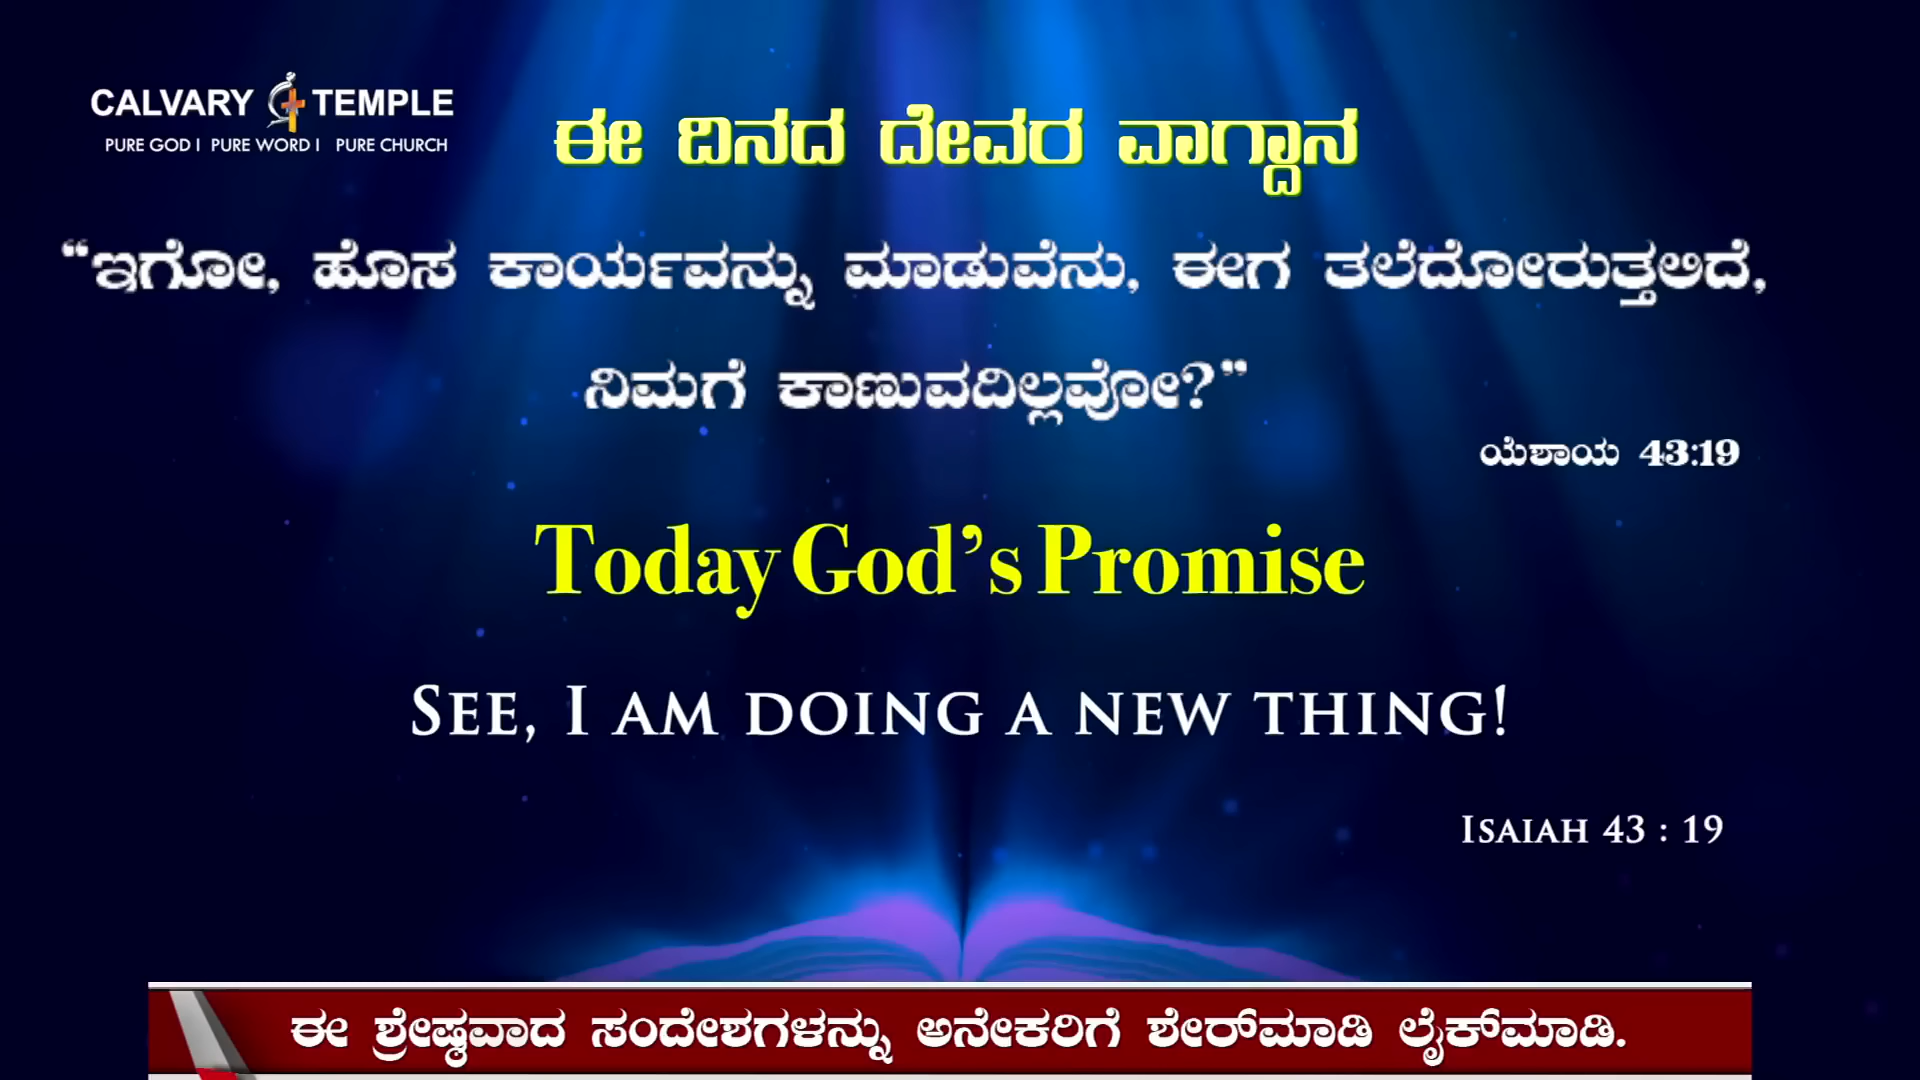 CALVARY TEMPLE
PURE GOD | PURE WORD | PURE CHURCH
ಈ ದಿನದ ದೇವರ ವಾಗ್ದಾನ
“ಇಗೋ, ಹೊಸ ಕಾರ್ಯವನ್ನು ಮಾಡುವೆನು, ಈಗ ತಲೆದೋರುತ್ತಲಿದೆ,
ನಿಮಗೆ ಕಾಣುವದಿಲ್ಲವೋ?”
ಯೆಶಾಯ 43:19
Today God’s Promise
See, I am doing a new thing!
Isaiah 43 : 19
ಈ ಶ್ರೇಷ್ಠವಾದ ಸಂದೇಶಗಳನ್ನು ಅನೇಕರಿಗೆ ಶೇರ್‌ಮಾಡಿ ಲೈಕ್‌ಮಾಡಿ.